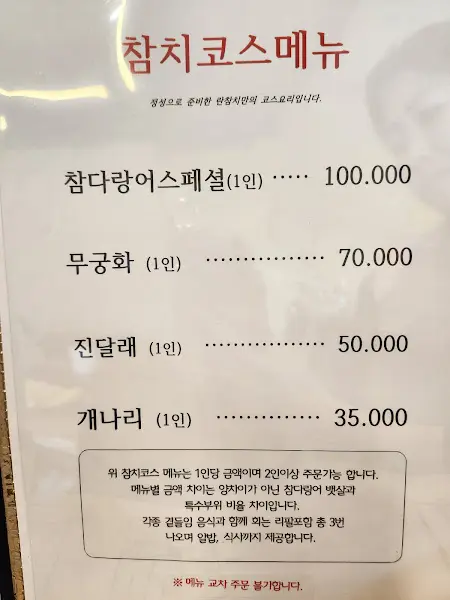 참치코스메뉴
정성으로 준비한 란참치만의 코스요리입니다.
참다랑어스페셜(1인) ····· 100.000
무궁화 (1인) ················ 70.000
진달래 (1인) ················· 50.000
개나리 (1인) ·············· 35.000
위 참치코스 메뉴는 1인당 금액이며 2인이상 주문가능 합니다.
메뉴별 금액 차이는 양차이가 아닌 참다랑어 뱃살과
특수부위 비율 차이입니다.
각종 곁들임 음식과 함께 회는 리필포함 총 3번
나오며 알밥, 식사까지 제공합니다.
※ 메뉴 교차 주문 불가합니다.